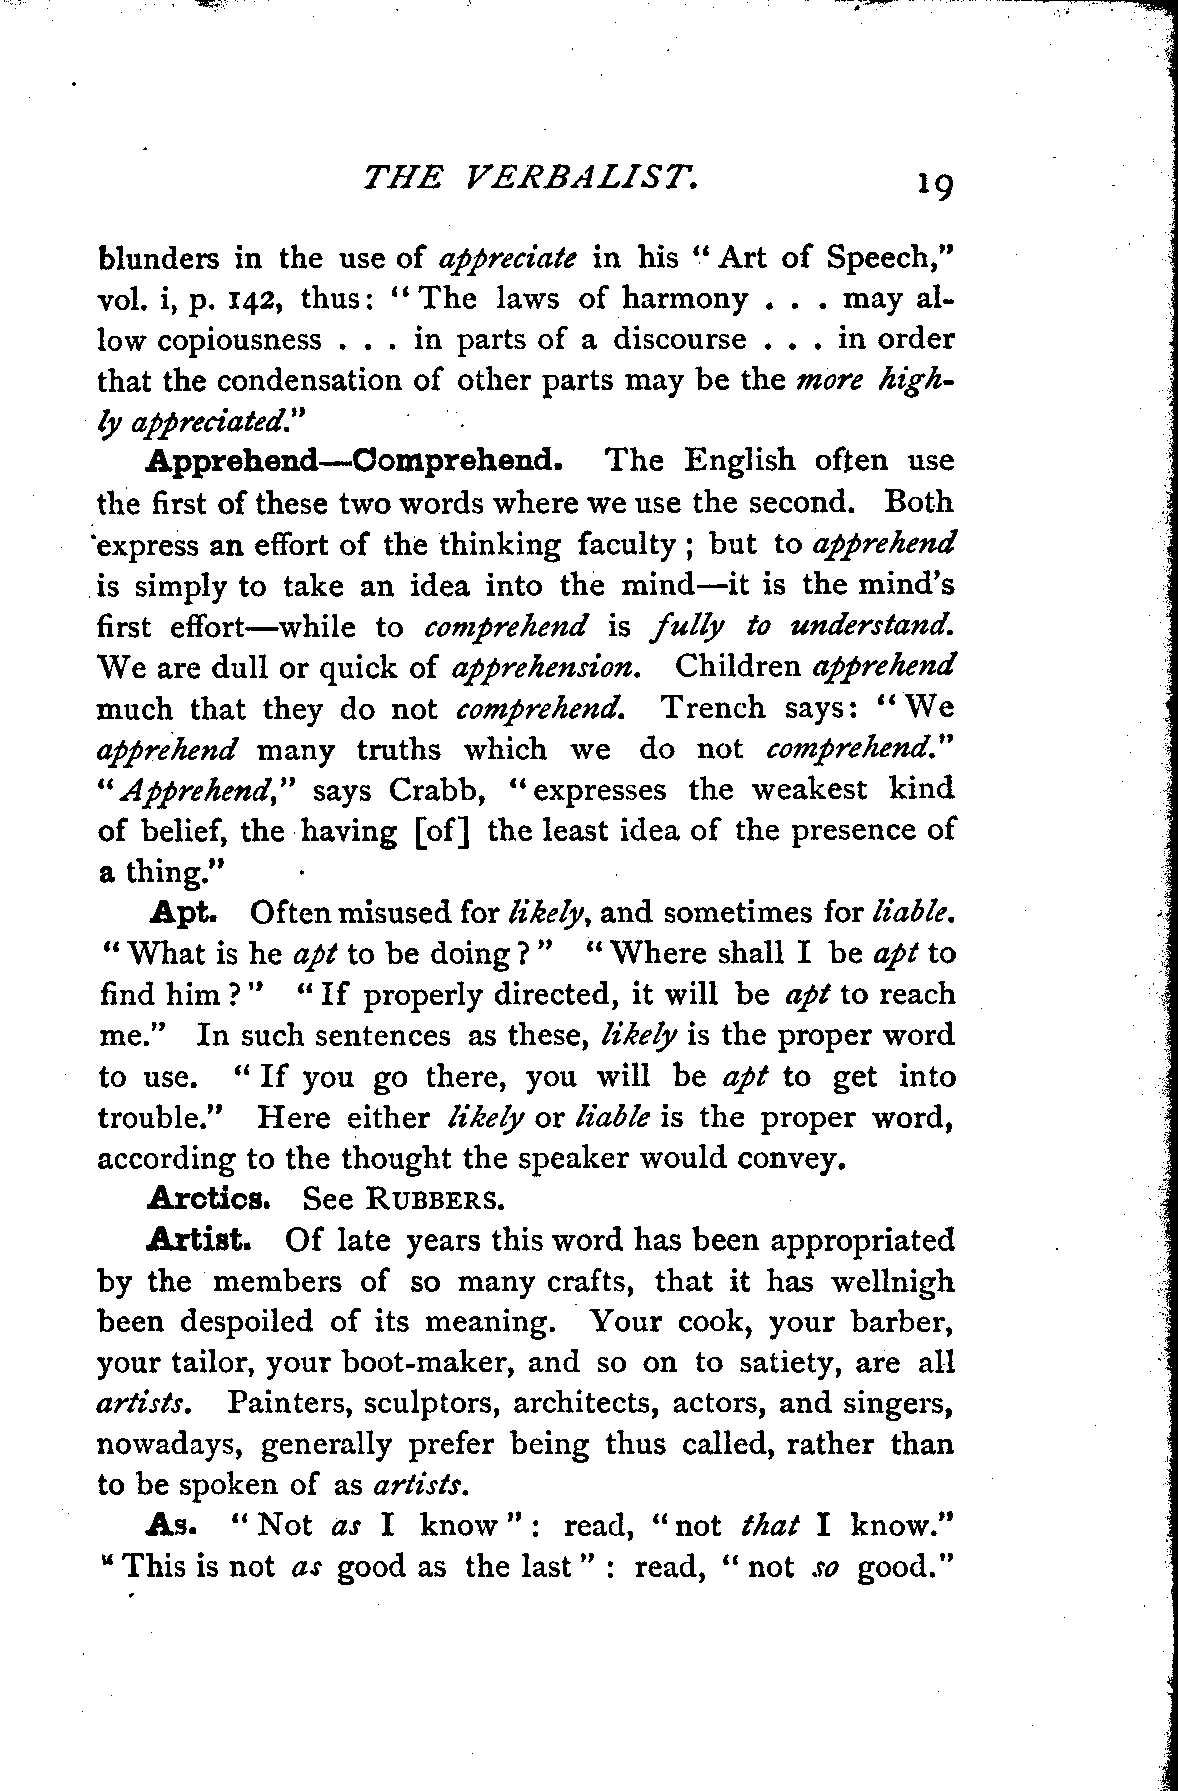 THE VERBALIST. 19
blunders in the use of appreciate in his “Art of Speech,”
vol. i, p. 142, thus: “The laws of harmony . . . may al-
low copiousness . . . in parts of a discourse . . . in order
that the condensation of other parts may be the more high-
ly appreciated.”
Apprehend—Comprehend. The English often use
the first of these two words where we use the second. Both
express an effort of the thinking faculty; but to apprehend
is simply to take an idea into the mind—it is the mind’s
first effort—while to comprehend is fully to understand.
We are dull or quick of apprehension. Children apprehend
much that they do not comprehend. Trench says: “We
apprehend many truths which we do not comprehend.”
“Apprehend,” says Crabb, “expresses the weakest kind
of belief, the having [of] the least idea of the presence of
a thing.”
Apt. Often misused for likely, and sometimes for liable.
“What is he apt to be doing?” “Where shall I be apt to
find him?” “If properly directed, it will be apt to reach
me.” In such sentences as these, likely is the proper word
to use. “If you go there, you will be apt to get into
trouble.” Here either likely or liable is the proper word,
according to the thought the speaker would convey.
Arctics. See RUBBERS.
Artist. Of late years this word has been appropriated
by the members of so many crafts, that it has wellnigh
been despoiled of its meaning. Your cook, your barber,
your tailor, your boot-maker, and so on to satiety, are all
artists. Painters, sculptors, architects, actors, and singers,
nowadays, generally prefer being thus called, rather than
to be spoken of as artists.
As. “Not as I know”: read, “not that I know.”
“This is not as good as the last”: read, “not so good.”